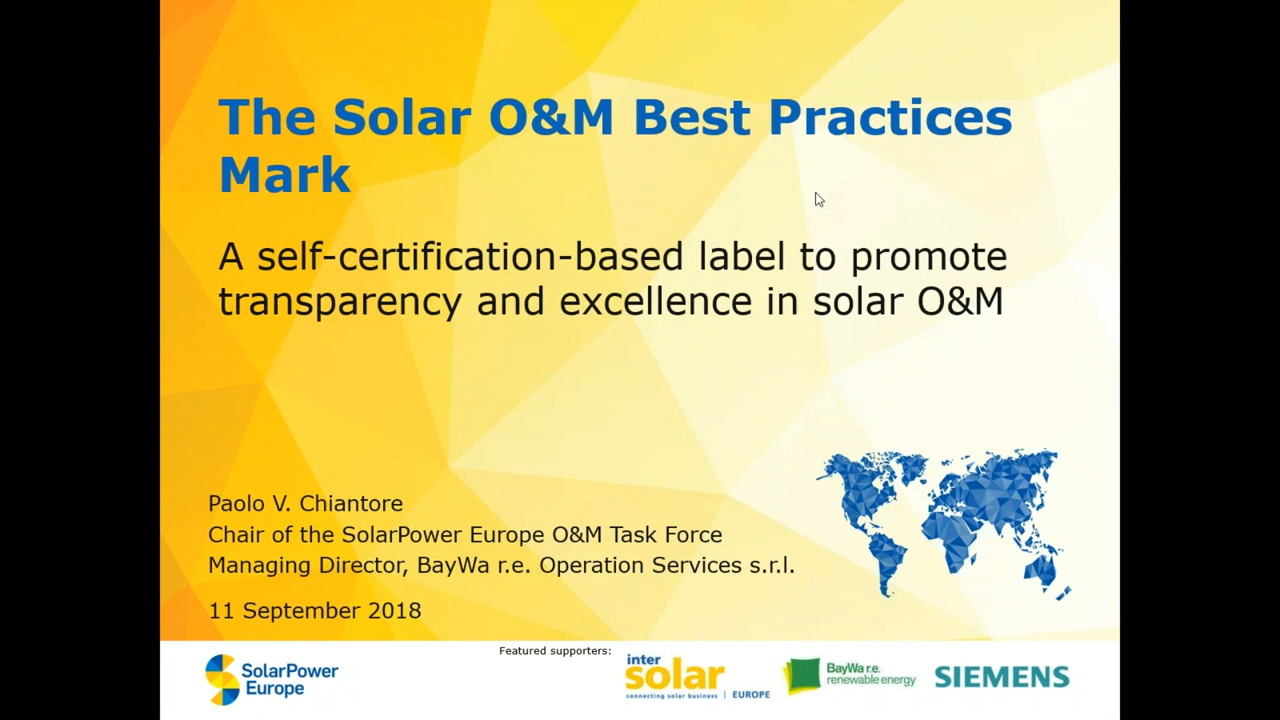 The Solar O&M Best Practices
Mark
A self-certification-based label to promote
transparency and excellence in solar O&M
Paolo V. Chiantore
Chair of the SolarPower Europe O&M Task Force
Managing Director, BayWa r.e. Operation Services s.r.l.
11 September 2018
Featured supporters:
SolarPower
Europe
inter
solar
connecting solar business | EUROPE
BayWa r.e.
renewable energy
SIEMENS